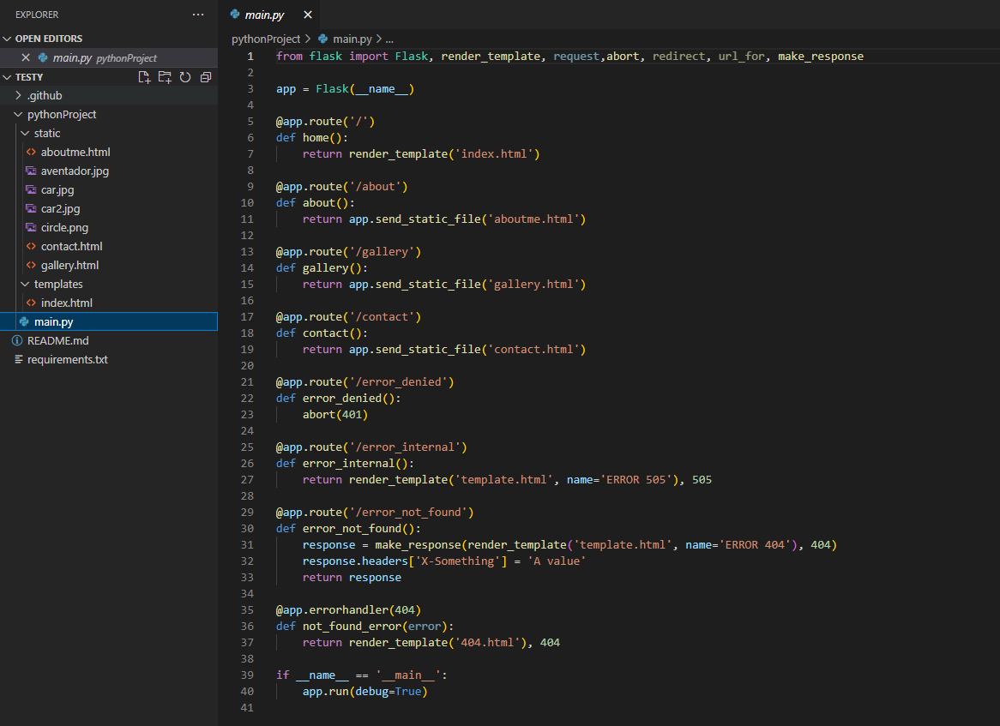 EXPLORER
OPEN EDITORS
main.py pythonProject
TESTY
.github
pythonProject
static
aboutme.html
aventador.jpg
car.jpg
car2.jpg
circle.png
contact.html
gallery.html
templates
index.html
main.py
README.md
requirements.txt
main.py
pythonProject > main.py > ...
1 from flask import Flask, render_template, request,abort, redirect, url_for, make_response
2
3 app = Flask(__name__)
4
5 @app.route('/')
6 def home():
7     return render_template('index.html')
8
9 @app.route('/about')
10 def about():
11     return app.send_static_file('aboutme.html')
12
13 @app.route('/gallery')
14 def gallery():
15     return app.send_static_file('gallery.html')
16
17 @app.route('/contact')
18 def contact():
19     return app.send_static_file('contact.html')
20
21 @app.route('/error_denied')
22 def error_denied():
23     abort(401)
24
25 @app.route('/error_internal')
26 def error_internal():
27     return render_template('template.html', name='ERROR 505'), 505
28
29 @app.route('/error_not_found')
30 def error_not_found():
31     response = make_response(render_template('template.html', name='ERROR 404'), 404)
32     response.headers['X-Something'] = 'A value'
33     return response
34
35 @app.errorhandler(404)
36 def not_found_error(error):
37     return render_template('404.html'), 404
38
39 if __name__ == '__main__':
40     app.run(debug=True)
41